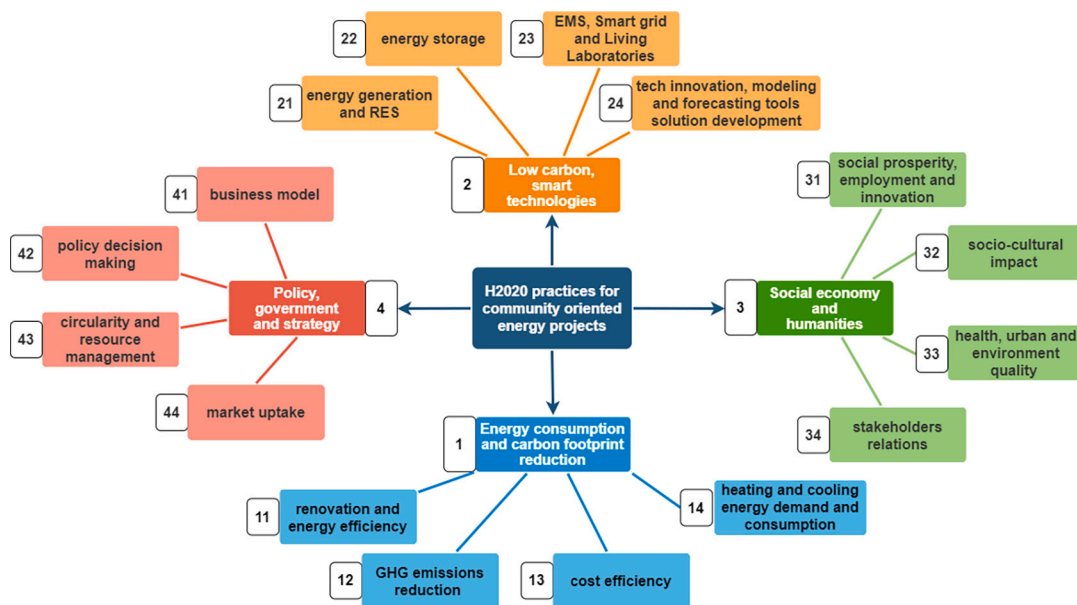 22
energy storage
23
EMS, Smart grid
and Living
Laboratories
21
energy generation
and RES
24
tech innovation, modeling
and forecasting tools
solution development
2
Low carbon,
smart
technologies
41
business model
42
policy decision
making
43
circularity and
resource
management
44
market uptake
Policy,
government
and strategy
4
H2020 practices for
community oriented
energy projects
3
Social economy
and
humanities
31
social prosperity,
employment and
innovation
32
socio-cultural
impact
33
health, urban and
environment
quality
34
stakeholders
relations
1
Energy consumption
and carbon footprint
reduction
11
renovation and
energy efficiency
12
GHG emissions
reduction
13
cost efficiency
14
heating and cooling
energy demand and
consumption